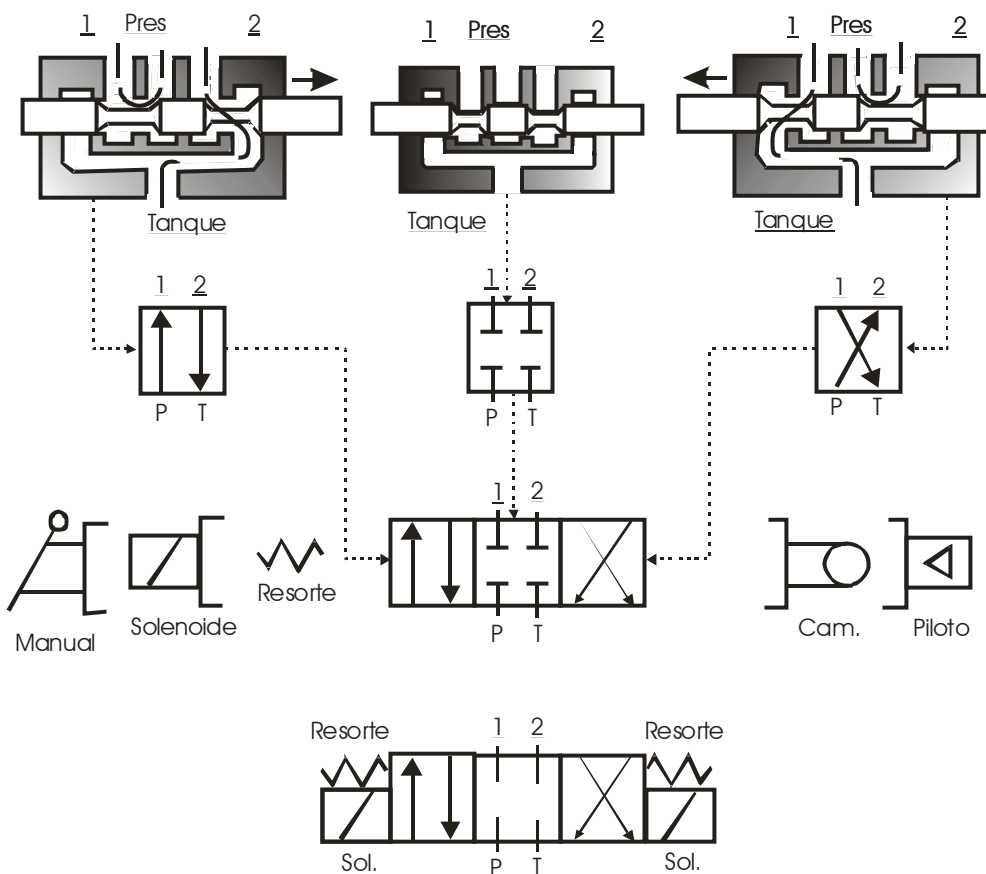 1 Pres 2
1 Pres 2
1 Pres 2
Tanque
Tanque
Tanque
1 2
P T
1 2
P T
1 2
P T
1 2
P T
Manual
Solenoide
Resorte
Cam.
Piloto
Resorte
1 2
Resorte
Sol.
P T
Sol.